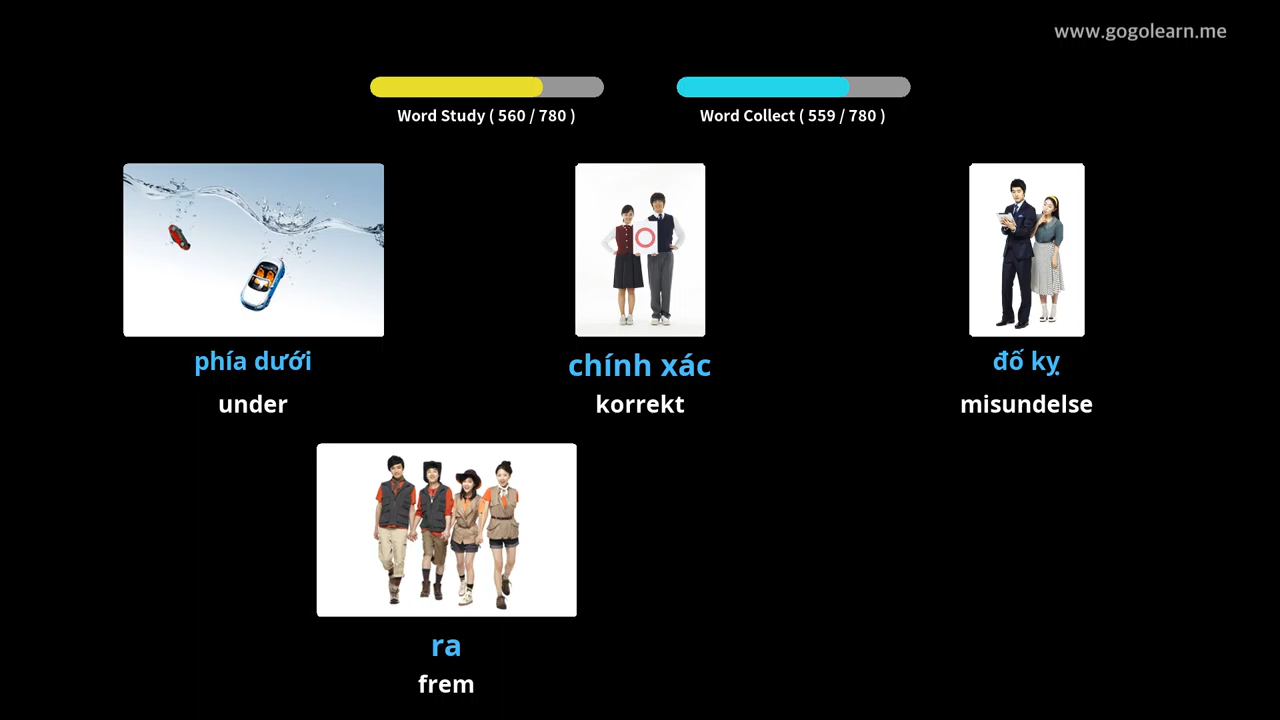 www.gogolearn.me
Word Study ( 560 / 780 )
Word Collect ( 559 / 780 )
phía dưới
chính xác
đố kỵ
under
korrekt
misundelse
ra
frem